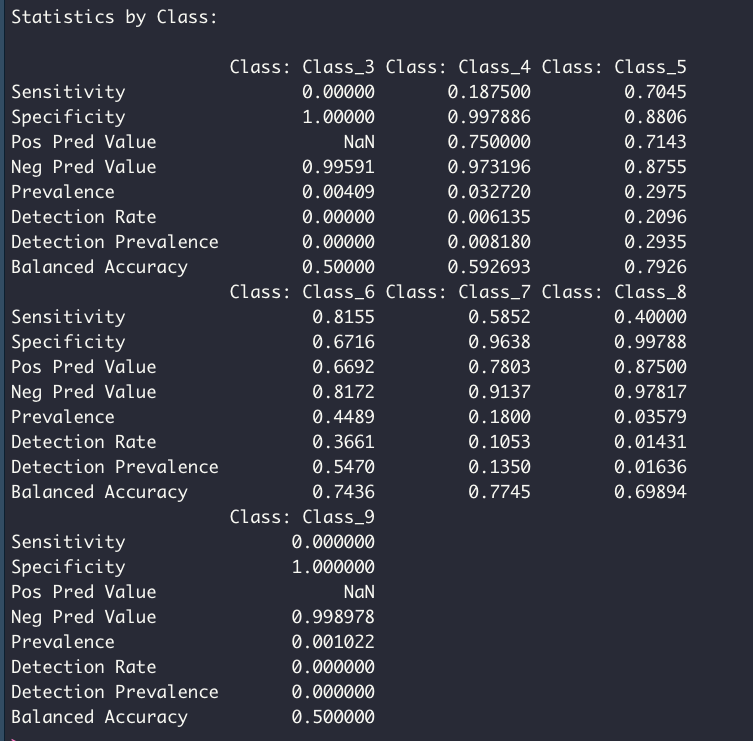 Statistics by Class:

                     Class: Class_3 Class: Class_4 Class: Class_5
Sensitivity                 0.00000       0.187500         0.7045
Specificity                 1.00000       0.997886         0.8806
Pos Pred Value                  NaN       0.750000         0.7143
Neg Pred Value              0.99591       0.973196         0.8755
Prevalence                  0.00409       0.032720         0.2975
Detection Rate              0.00000       0.006135         0.2096
Detection Prevalence        0.00000       0.008180         0.2935
Balanced Accuracy           0.50000       0.592693         0.7926
                     Class: Class_6 Class: Class_7 Class: Class_8
Sensitivity                  0.8155         0.5852        0.40000
Specificity                  0.6716         0.9638        0.99788
Pos Pred Value               0.6692         0.7803        0.87500
Neg Pred Value               0.8172         0.9137        0.97817
Prevalence                   0.4489         0.1800        0.03579
Detection Rate               0.3661         0.1053        0.01431
Detection Prevalence         0.5470         0.1350        0.01636
Balanced Accuracy            0.7436         0.7745        0.69894
                     Class: Class_9
Sensitivity                0.000000
Specificity                1.000000
Pos Pred Value                  NaN
Neg Pred Value             0.998978
Prevalence                 0.001022
Detection Rate             0.000000
Detection Prevalence       0.000000
Balanced Accuracy          0.500000